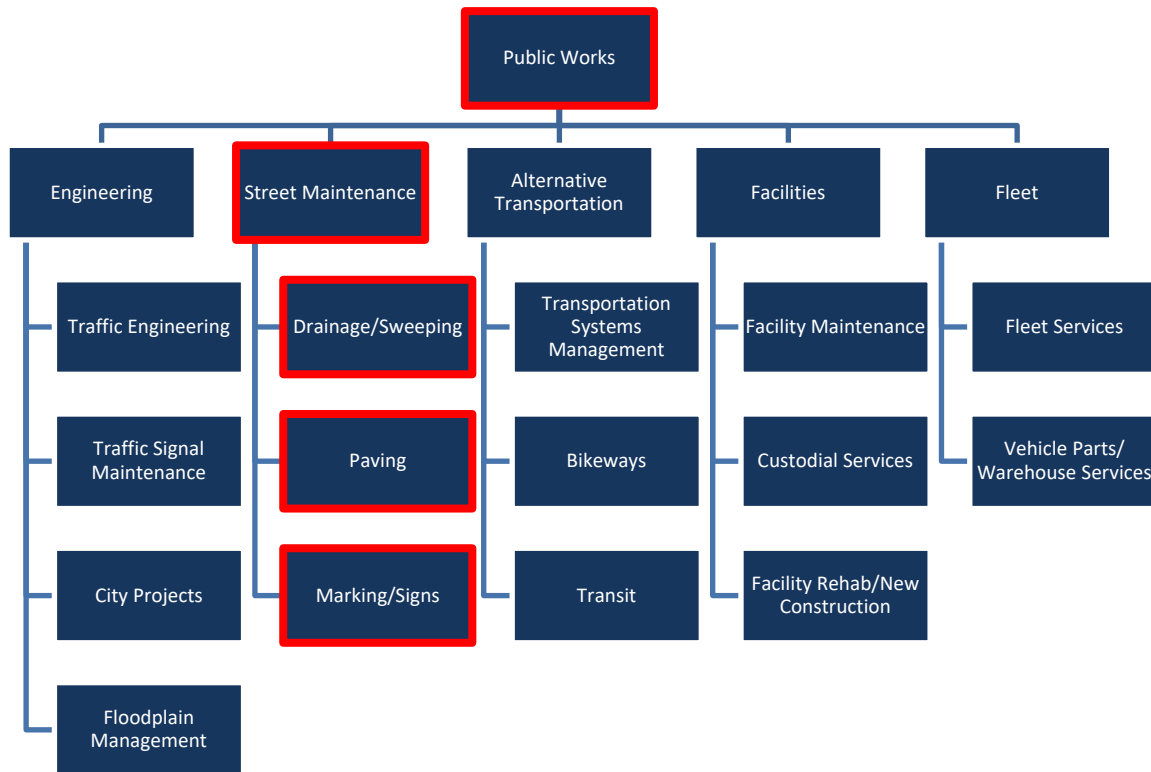 Public Works
Engineering
Street Maintenance
Alternative
Transportation
Facilities
Fleet
Traffic Engineering
Drainage/Sweeping
Transportation
Systems
Management
Facility Maintenance
Fleet Services
Traffic Signal
Maintenance
Paving
Bikeways
Custodial Services
Vehicle Parts/
Warehouse Services
City Projects
Marking/Signs
Transit
Facility Rehab/New
Construction
Floodplain
Management